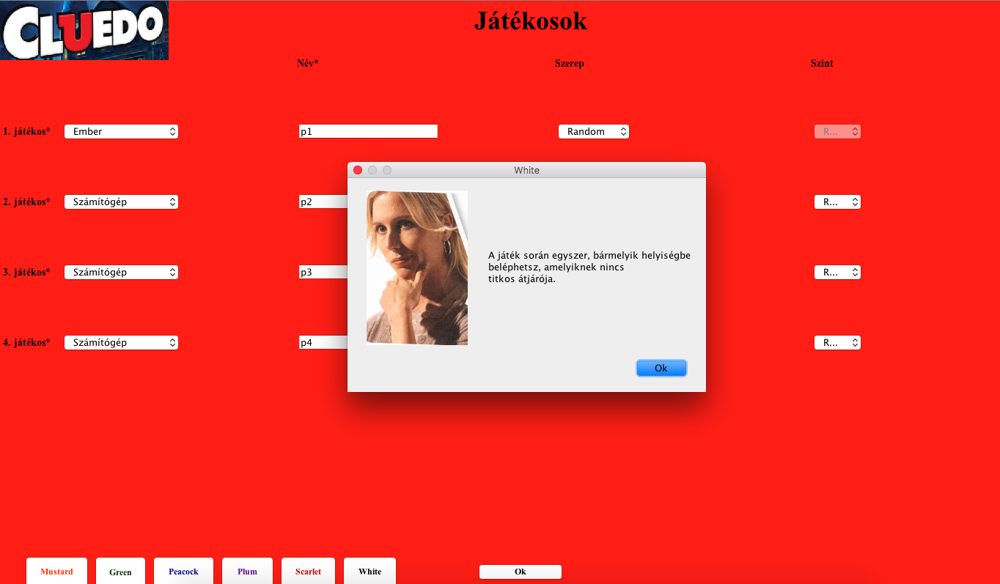 CLUEDO
Játékosok
Név* Szerep Szint
1. játékos* Ember p1 Random R...
White
2. játékos* Számítógép p2 R...
A játék során egyszer, bármelyik helyiségbe
beléphetsz, amelyiknek nincs
titkos átjárója.
3. játékos* Számítógép p3 R...
4. játékos* Számítógép p4 R...
Ok
Mustard Green Peacock Plum Scarlet White Ok